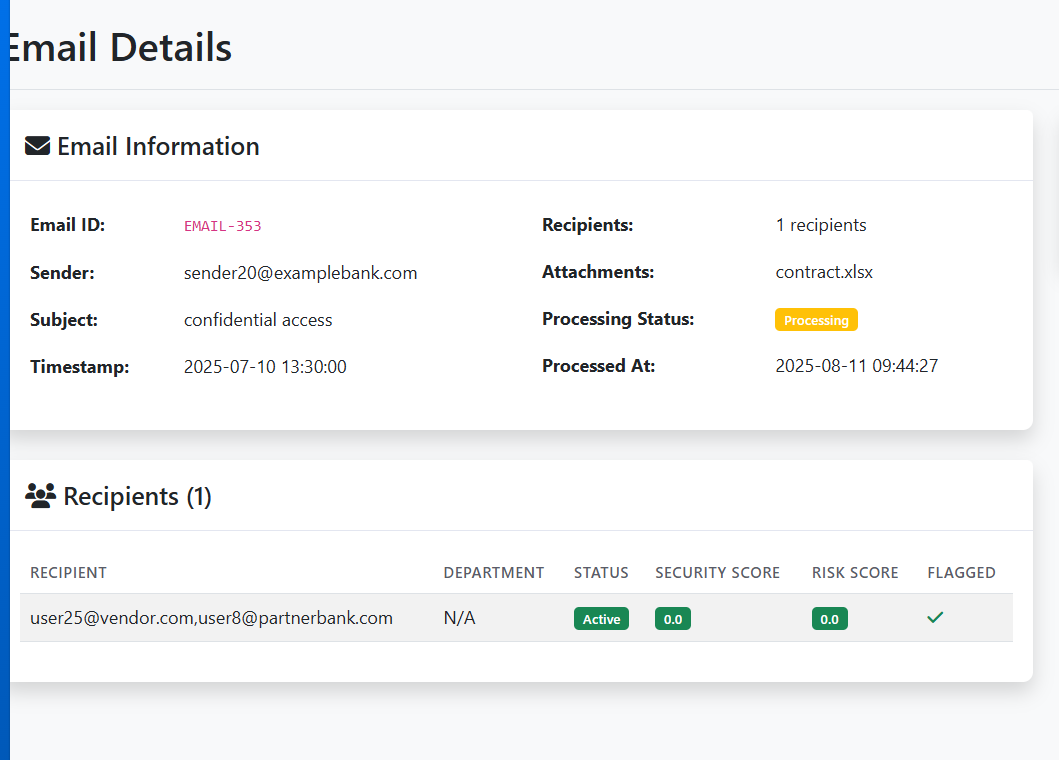 Email Details
Email Information
Email ID: EMAIL-353 Recipients: 1 recipients
Sender: sender20@examplebank.com Attachments: contract.xlsx
Subject: confidential access Processing Status: Processing
Timestamp: 2025-07-10 13:30:00 Processed At: 2025-08-11 09:44:27
Recipients (1)
RECIPIENT DEPARTMENT STATUS SECURITY SCORE RISK SCORE FLAGGED
user25@vendor.com,user8@partnerbank.com N/A Active 0.0 0.0